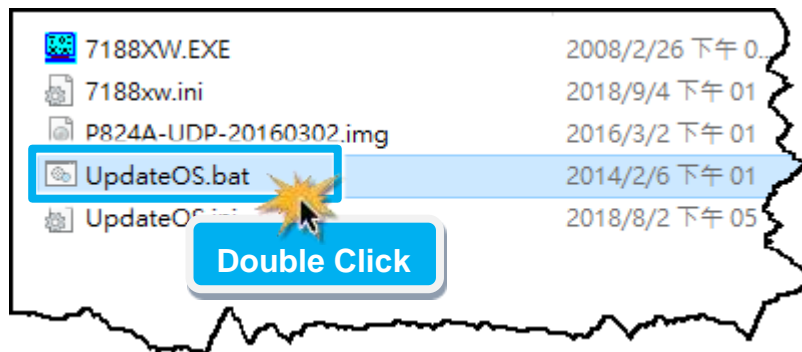 7188XW.EXE 2008/2/26 下午 0...
7188xw.ini 2018/9/4 下午 01
P824A-UDP-20160302.img 2016/3/2 下午 01
UpdateOS.bat 2014/2/6 下午 01
2018/8/2 下午 05
Double Click